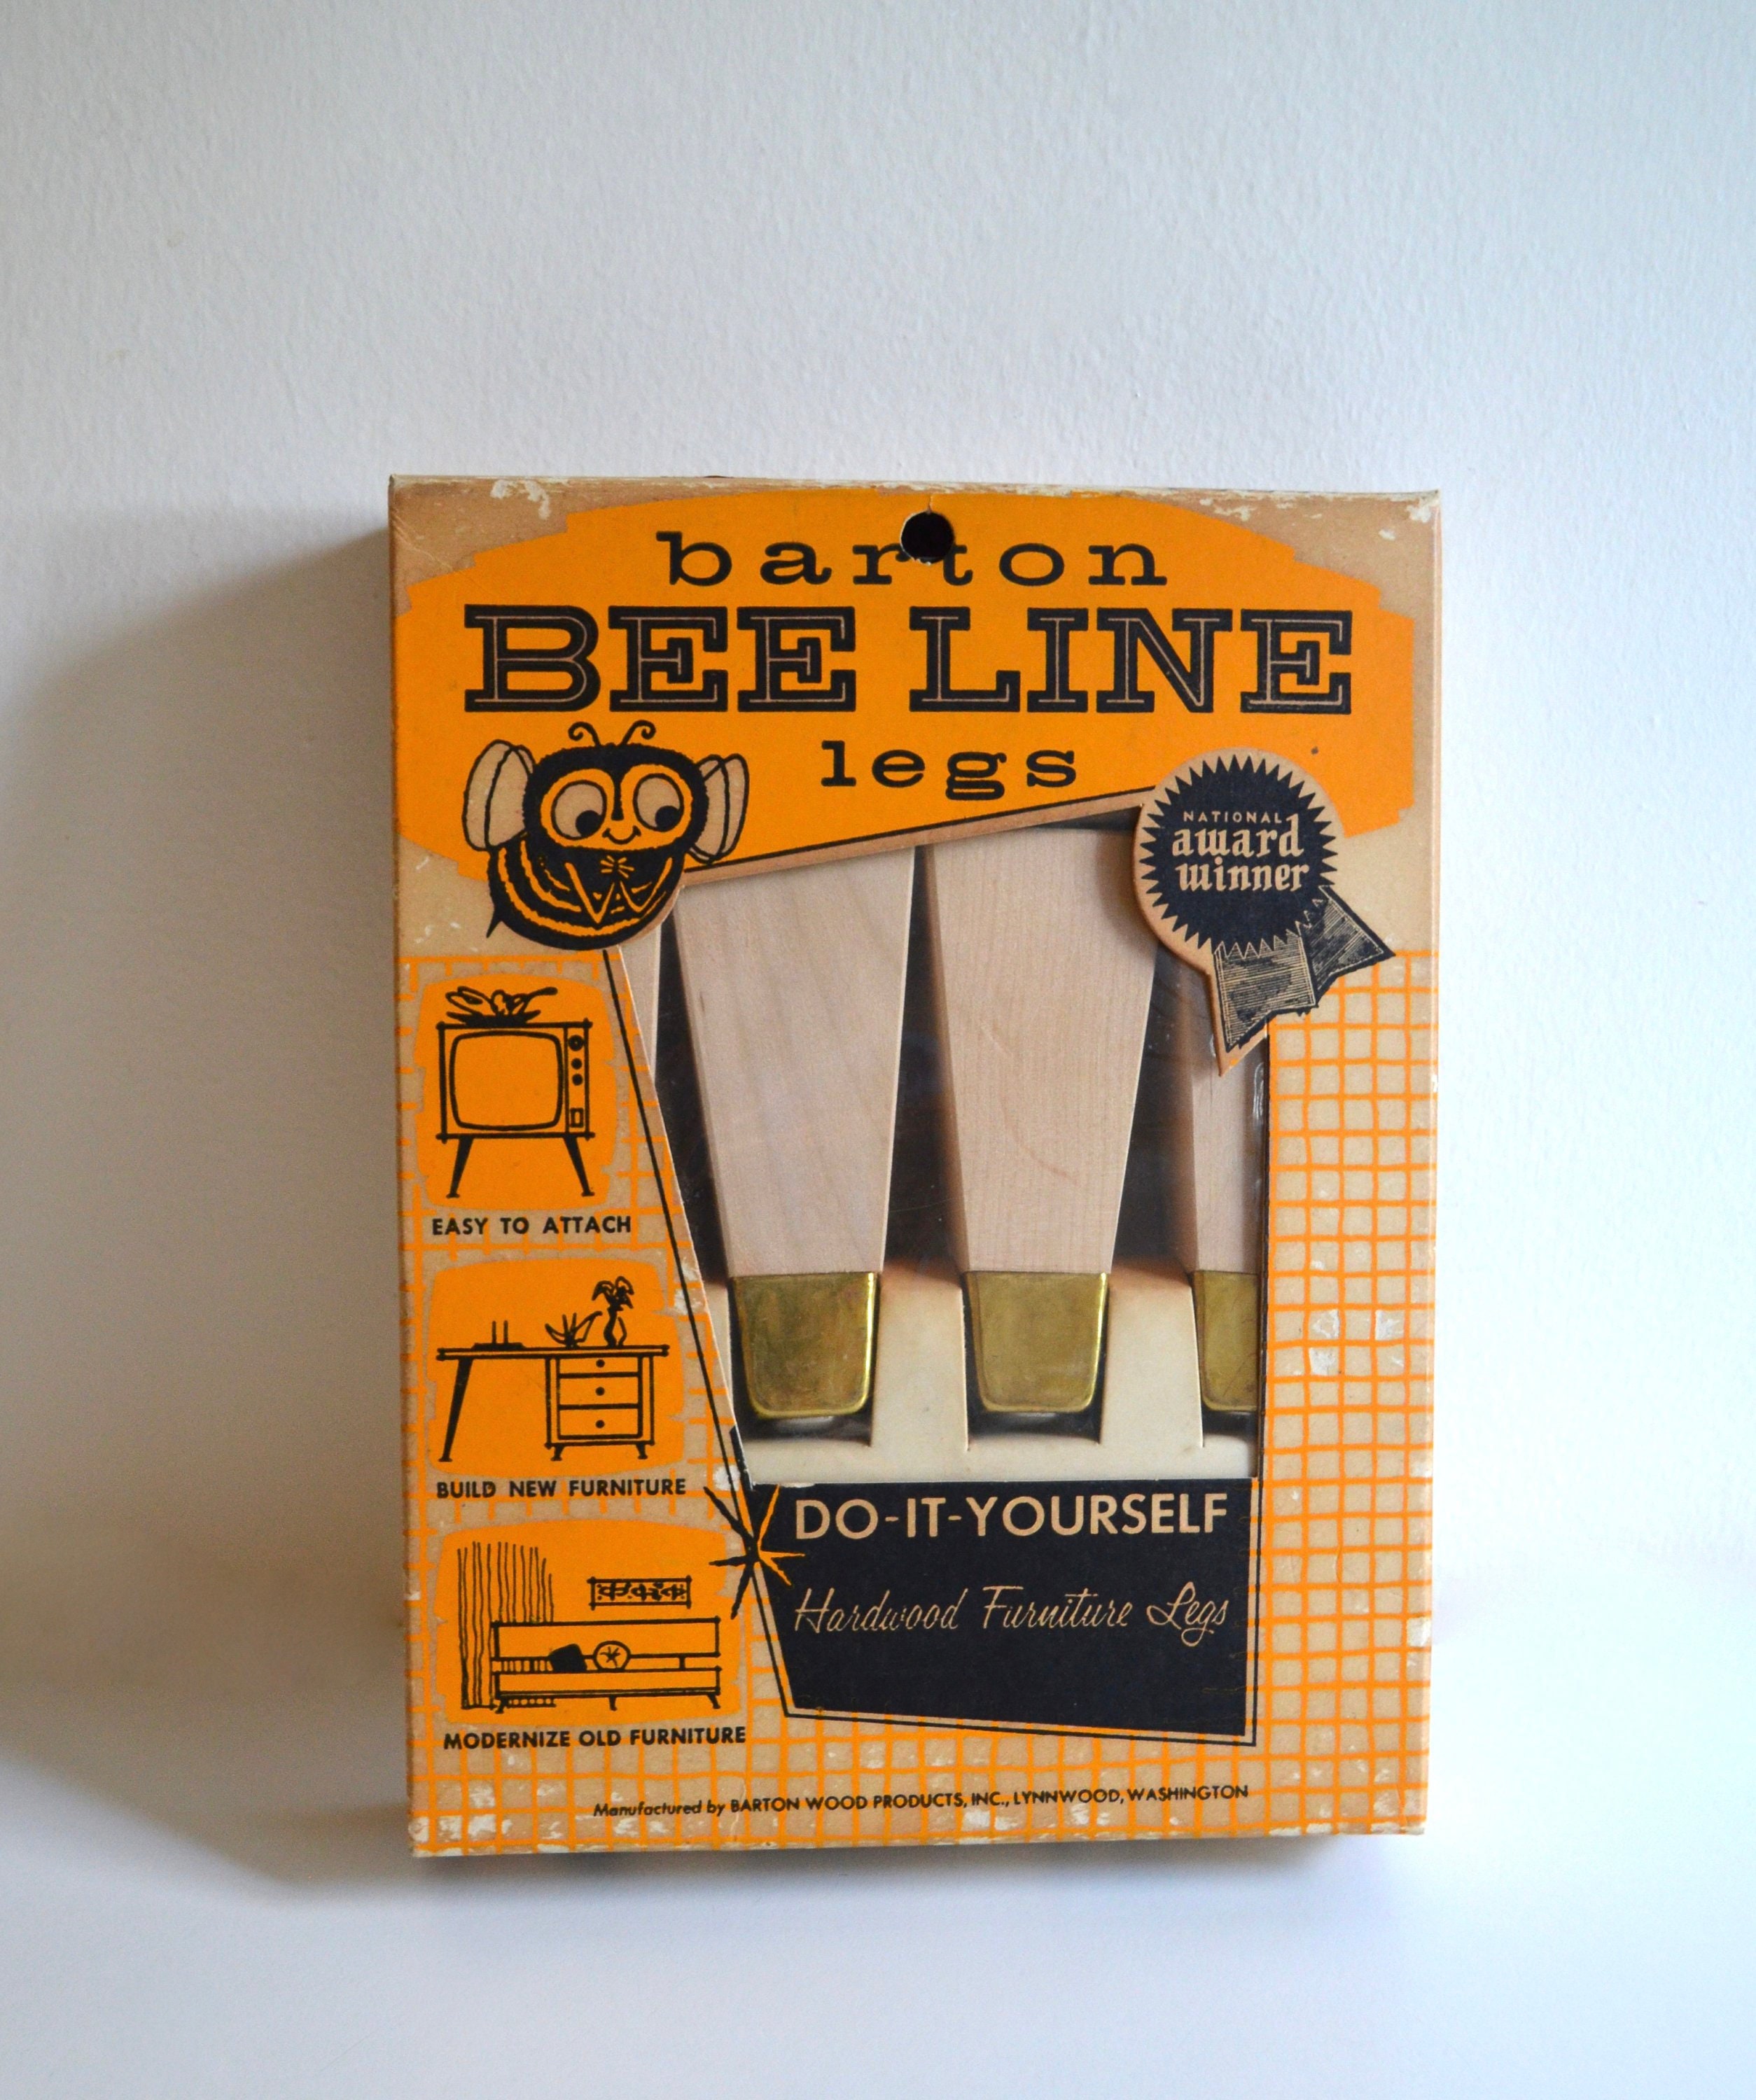 barton
BEE LINE
legs
NATIONAL
award
winner
EASY TO ATTACH
BUILD NEW FURNITURE
MODERNIZE OLD FURNITURE
DO-IT-YOURSELF
Hardwood Furniture Legs
Manufactured by BARTON WOOD PRODUCTS, INC., LYNNWOOD, WASHINGTON